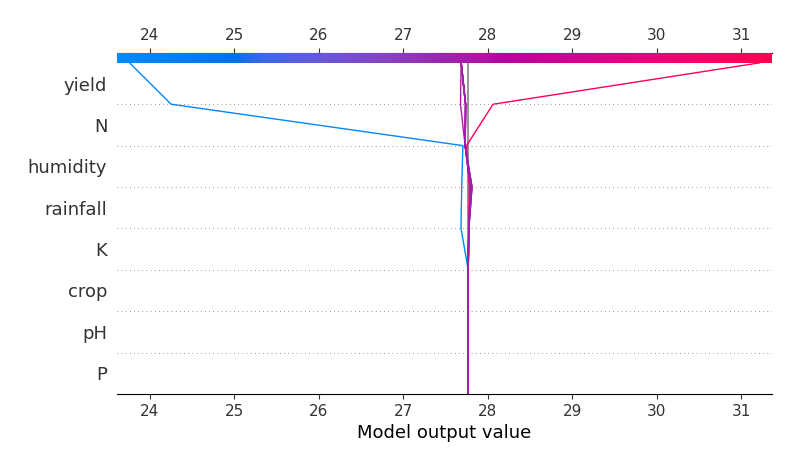 24 25 26 27 28 29 30 31
yield
N
humidity
rainfall
K
crop
pH
P
24 25 26 27 28 29 30 31
Model output value